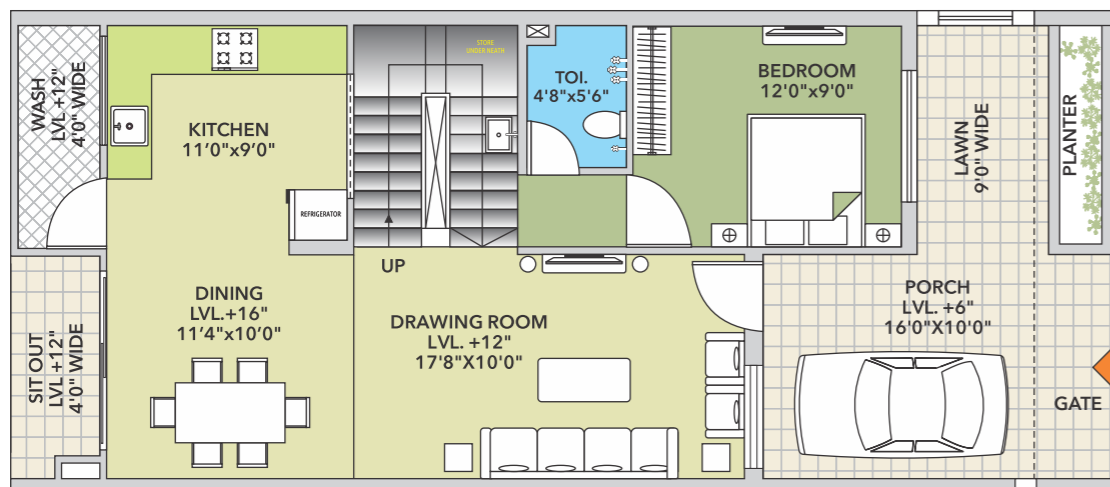 WASH
LVL +12"
4'0" WIDE
KITCHEN
11'0"x9'0"
REFRIGERATOR
STORE
UNDER NEATH
TOI.
4'8"x5'6"
BEDROOM
12'0"x9'0"
LAWN
9'0" WIDE
PLANTER
UP
SIT OUT
LVL +12"
4'0" WIDE
DINING
LVL.+16"
11'4"x10'0"
DRAWING ROOM
LVL. +12"
17'8"X10'0"
PORCH
LVL. +6"
16'0"X10'0"
GATE